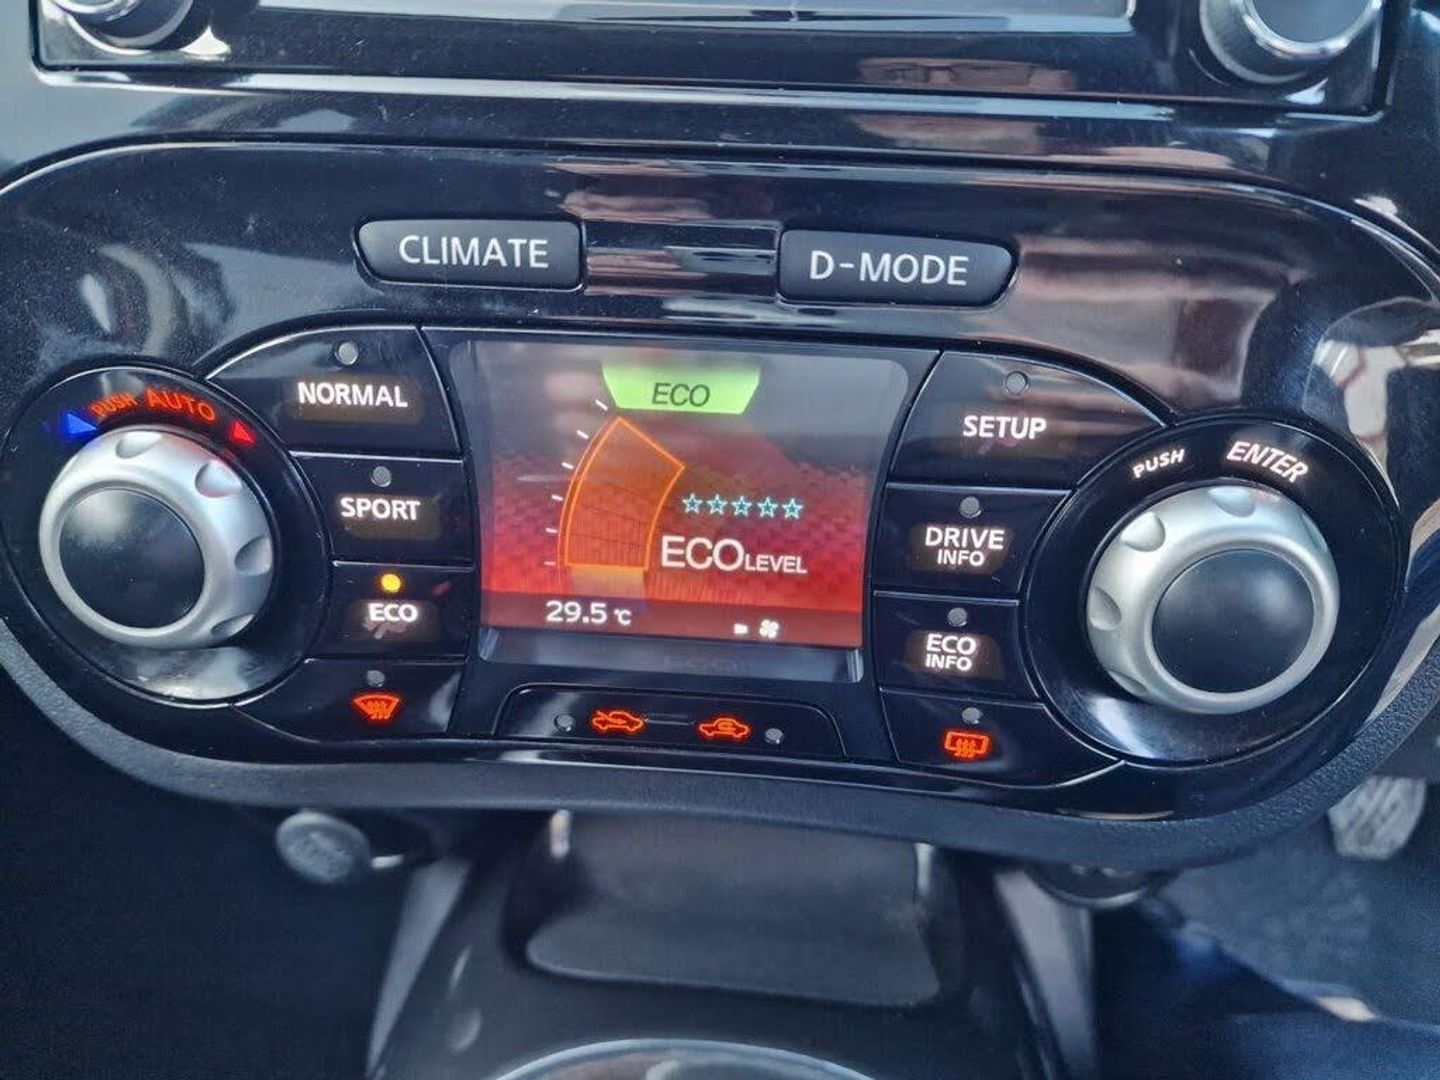 CLIMATE
D-MODE
PUSH AUTO
NORMAL
ECO
SETUP
PUSH ENTER
SPORT
ECO LEVEL
DRIVE
INFO
ECO
29.5 °C
ECO
INFO